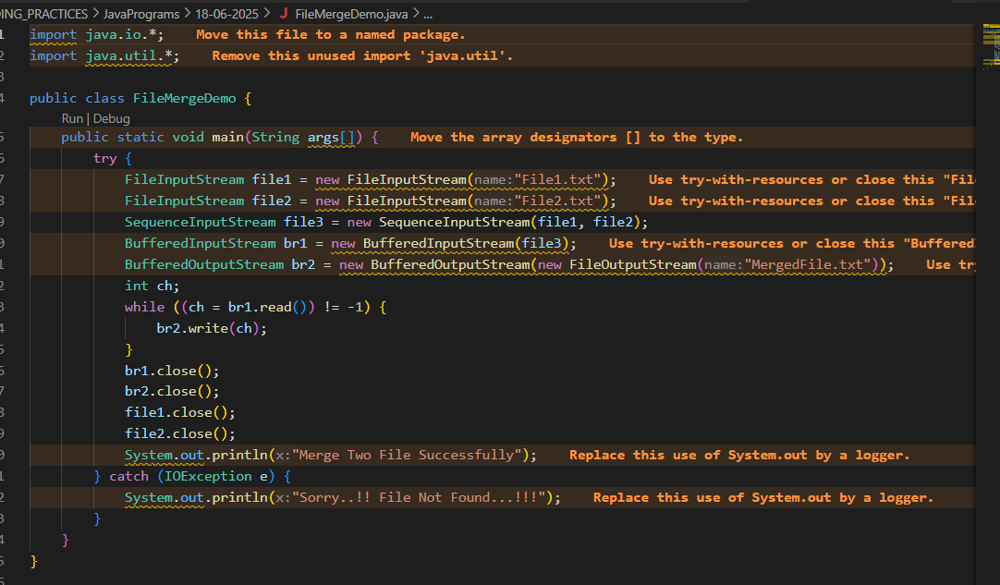 ING_PRACTICES > JavaPrograms > 18-06-2025 > J FileMergeDemo.java > ...
1 import java.io.*; Move this file to a named package.
2 import java.util.*; Remove this unused import 'java.util'.
3
4 public class FileMergeDemo {
Run | Debug
5 public static void main(String args[]) { Move the array designators [] to the type.
6 try {
7 FileInputStream file1 = new FileInputStream(name:"File1.txt"); Use try-with-resources or close this "File
8 FileInputStream file2 = new FileInputStream(name:"File2.txt"); Use try-with-resources or close this "File
9 SequenceInputStream file3 = new SequenceInputStream(file1, file2);
0 BufferedInputStream br1 = new BufferedInputStream(file3); Use try-with-resources or close this "Buffered
1 BufferedOutputStream br2 = new BufferedOutputStream(new FileOutputStream(name:"MergedFile.txt")); Use try
2 int ch;
3 while ((ch = br1.read()) != -1) {
4 br2.write(ch);
5 }
6 br1.close();
7 br2.close();
8 file1.close();
9 file2.close();
0 System.out.println(x:"Merge Two File Successfully"); Replace this use of System.out by a logger.
1 } catch (IOException e) {
2 System.out.println(x:"Sorry..!! File Not Found...!!!"); Replace this use of System.out by a logger.
3 }
4 }
5 }
6